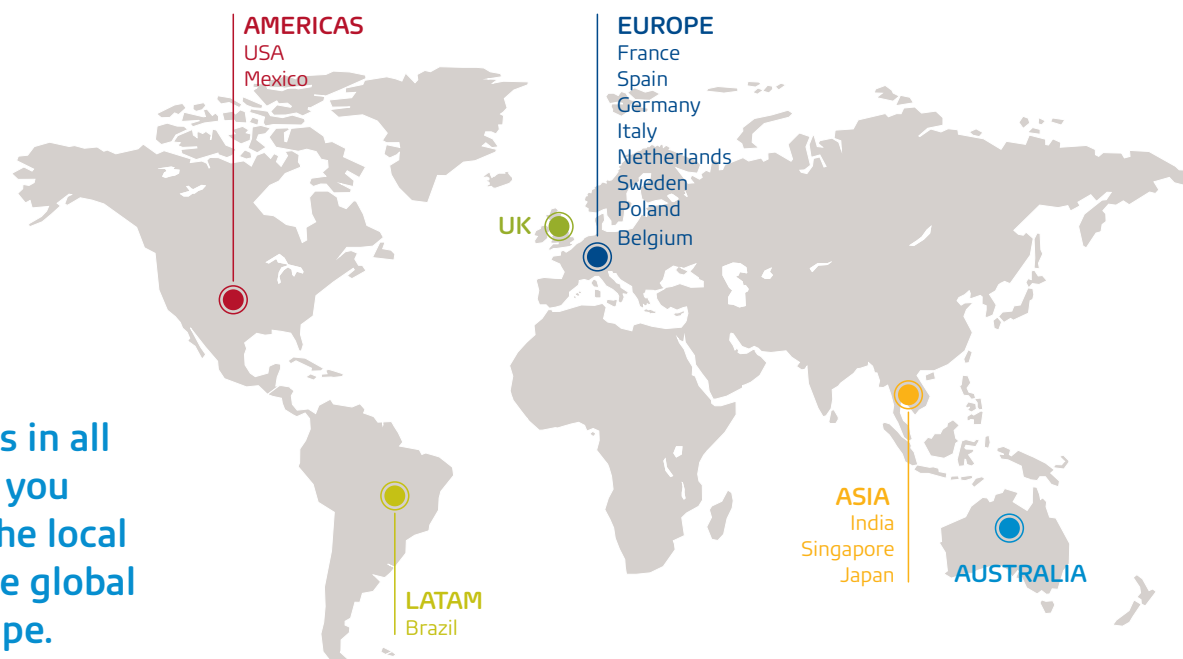 AMERICAS
USA
Mexico
EUROPE
France
Spain
Germany
Italy
Netherlands
Sweden
Poland
Belgium
UK
s in all
you
he local
e global
pe.
LATAM
Brazil
ASIA
India
Singapore
Japan
AUSTRALIA